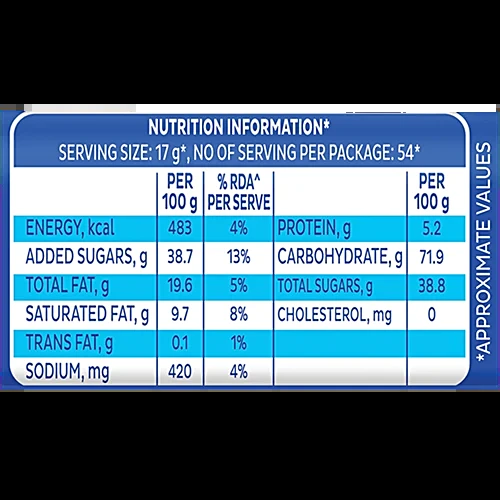 NUTRITION INFORMATION*
SERVING SIZE: 17 g*, NO OF SERVING PER PACKAGE: 54*
PER 100 g % RDA^ PER SERVE PER 100 g
ENERGY, kcal 483 4% PROTEIN, g 5.2
ADDED SUGARS, g 38.7 13% CARBOHYDRATE, g 71.9
TOTAL FAT, g 19.6 5% TOTAL SUGARS, g 38.8
SATURATED FAT, g 9.7 8% CHOLESTEROL, mg 0
TRANS FAT, g 0.1 1%
SODIUM, mg 420 4%
*APPROXIMATE VALUES